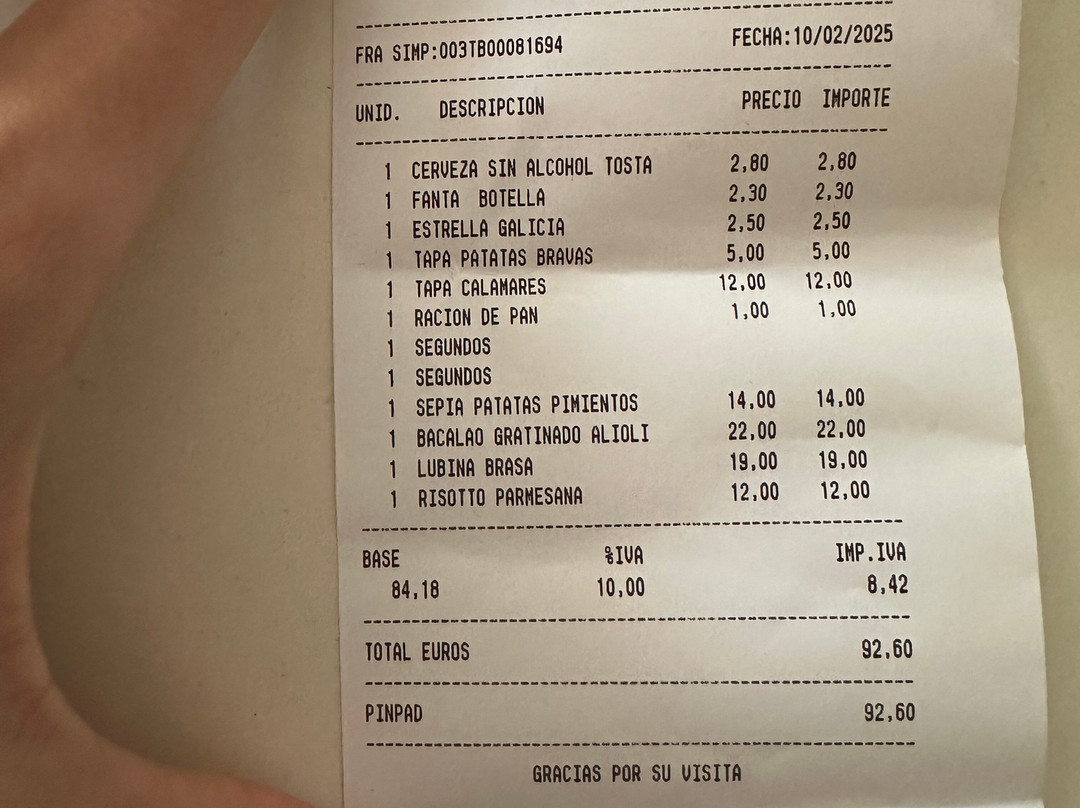 FRA SIMP:003TB00081694 FECHA:10/02/2025
UNID. DESCRIPCION PRECIO IMPORTE
1 CERVEZA SIN ALCOHOL TOSTA 2,80 2,80
1 FANTA BOTELLA 2,30 2,30
1 ESTRELLA GALICIA 2,50 2,50
1 TAPA PATATAS BRAVAS 5,00 5,00
1 TAPA CALAMARES 12,00 12,00
1 RACION DE PAN 1,00 1,00
1 SEGUNDOS
1 SEGUNDOS
1 SEPIA PATATAS PIMIENTOS 14,00 14,00
1 BACALAO GRATINADO ALIOLI 22,00 22,00
1 LUBINA BRASA 19,00 19,00
1 RISOTTO PARMESANA 12,00 12,00
BASE %IVA IMP.IVA
84,18 10,00 8,42
TOTAL EUROS 92,60
PINPAD 92,60
GRACIAS POR SU VISITA